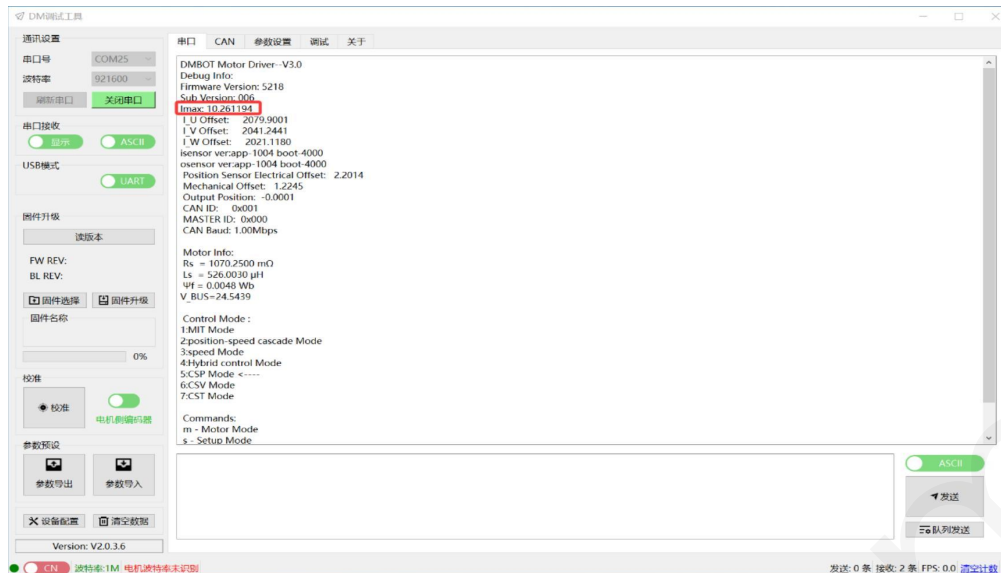 DM调试工具
通讯设置
串口号 COM25
波特率 921600
刷新串口 关闭串口
串口接收
显示 ASCII
USB模式
UART
固件升级
读版本
FW REV:
BL REV:
固件选择 固件升级
固件名称
0%
校准
校准
电机侧编码器
参数预设
参数导出 参数导入
设备配置 清空数据
Version: V2.0.3.6
串口 CAN 参数设置 调试 关于
DMBOT Motor Driver--V3.0
Debug Info:
Firmware Version: 5218
Sub Version: 006
Imax: 10.261194
I_U Offset: 2079.9001
I_V Offset: 2041.2441
I_W Offset: 2021.1180
isensor ver:app-1004 boot-4000
osensor ver:app-1004 boot-4000
Position Sensor Electrical Offset: 2.2014
Mechanical Offset: 1.2245
Output Position: -0.0001
CAN ID: 0x001
MASTER ID: 0x000
CAN Baud: 1.00Mbps
Motor Info:
Rs = 1070.2500 mΩ
Ls = 526.0030 μH
Ψf = 0.0048 Wb
V_BUS=24.5439
Control Mode :
1:MIT Mode
2:position-speed cascade Mode
3:speed Mode
4:Hybrid control Mode
5:CSP Mode <----
6:CSV Mode
7:CST Mode
Commands:
m - Motor Mode
s - Setup Mode
ASCII
发送
队列发送
CN 波特率:1M 电机波特率未识别
发送: 0 条 接收: 2 条 FPS: 0.0 清空计数